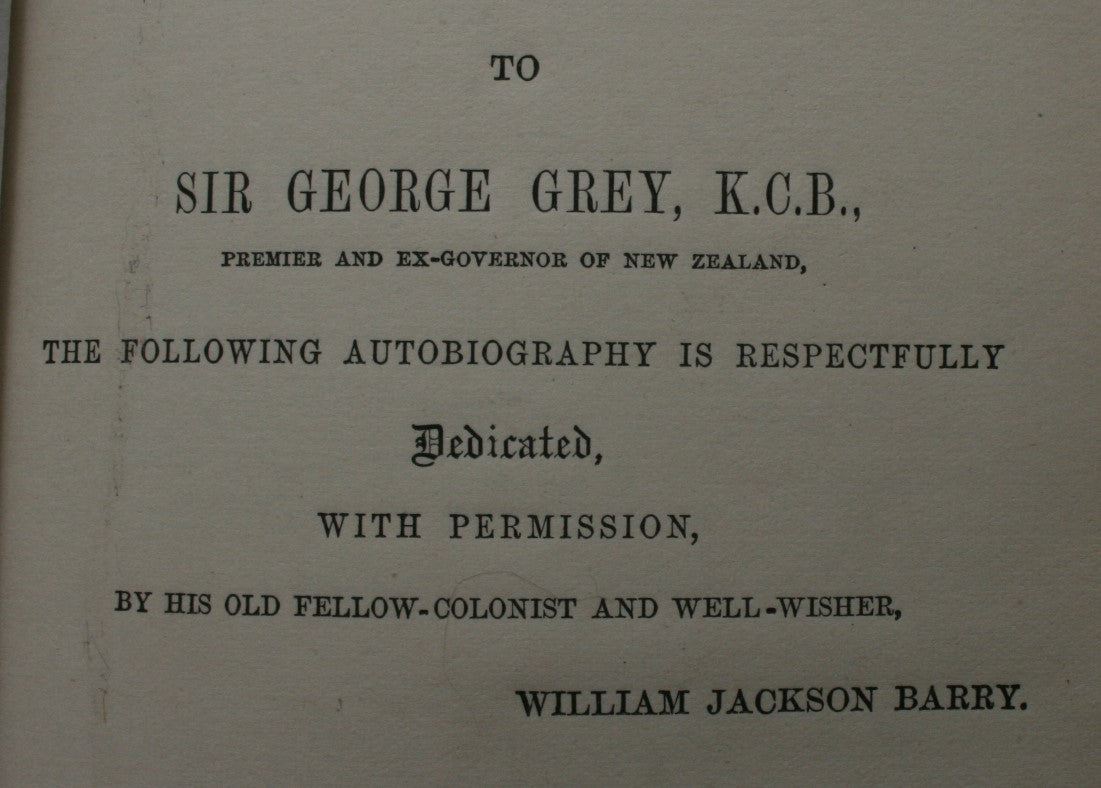 TO
SIR GEORGE GREY, K.C.B.,
PREMIER AND EX-GOVERNOR OF NEW ZEALAND,
THE FOLLOWING AUTOBIOGRAPHY IS RESPECTFULLY
Dedicated,
WITH PERMISSION,
BY HIS OLD FELLOW-COLONIST AND WELL-WISHER,
WILLIAM JACKSON BARRY.